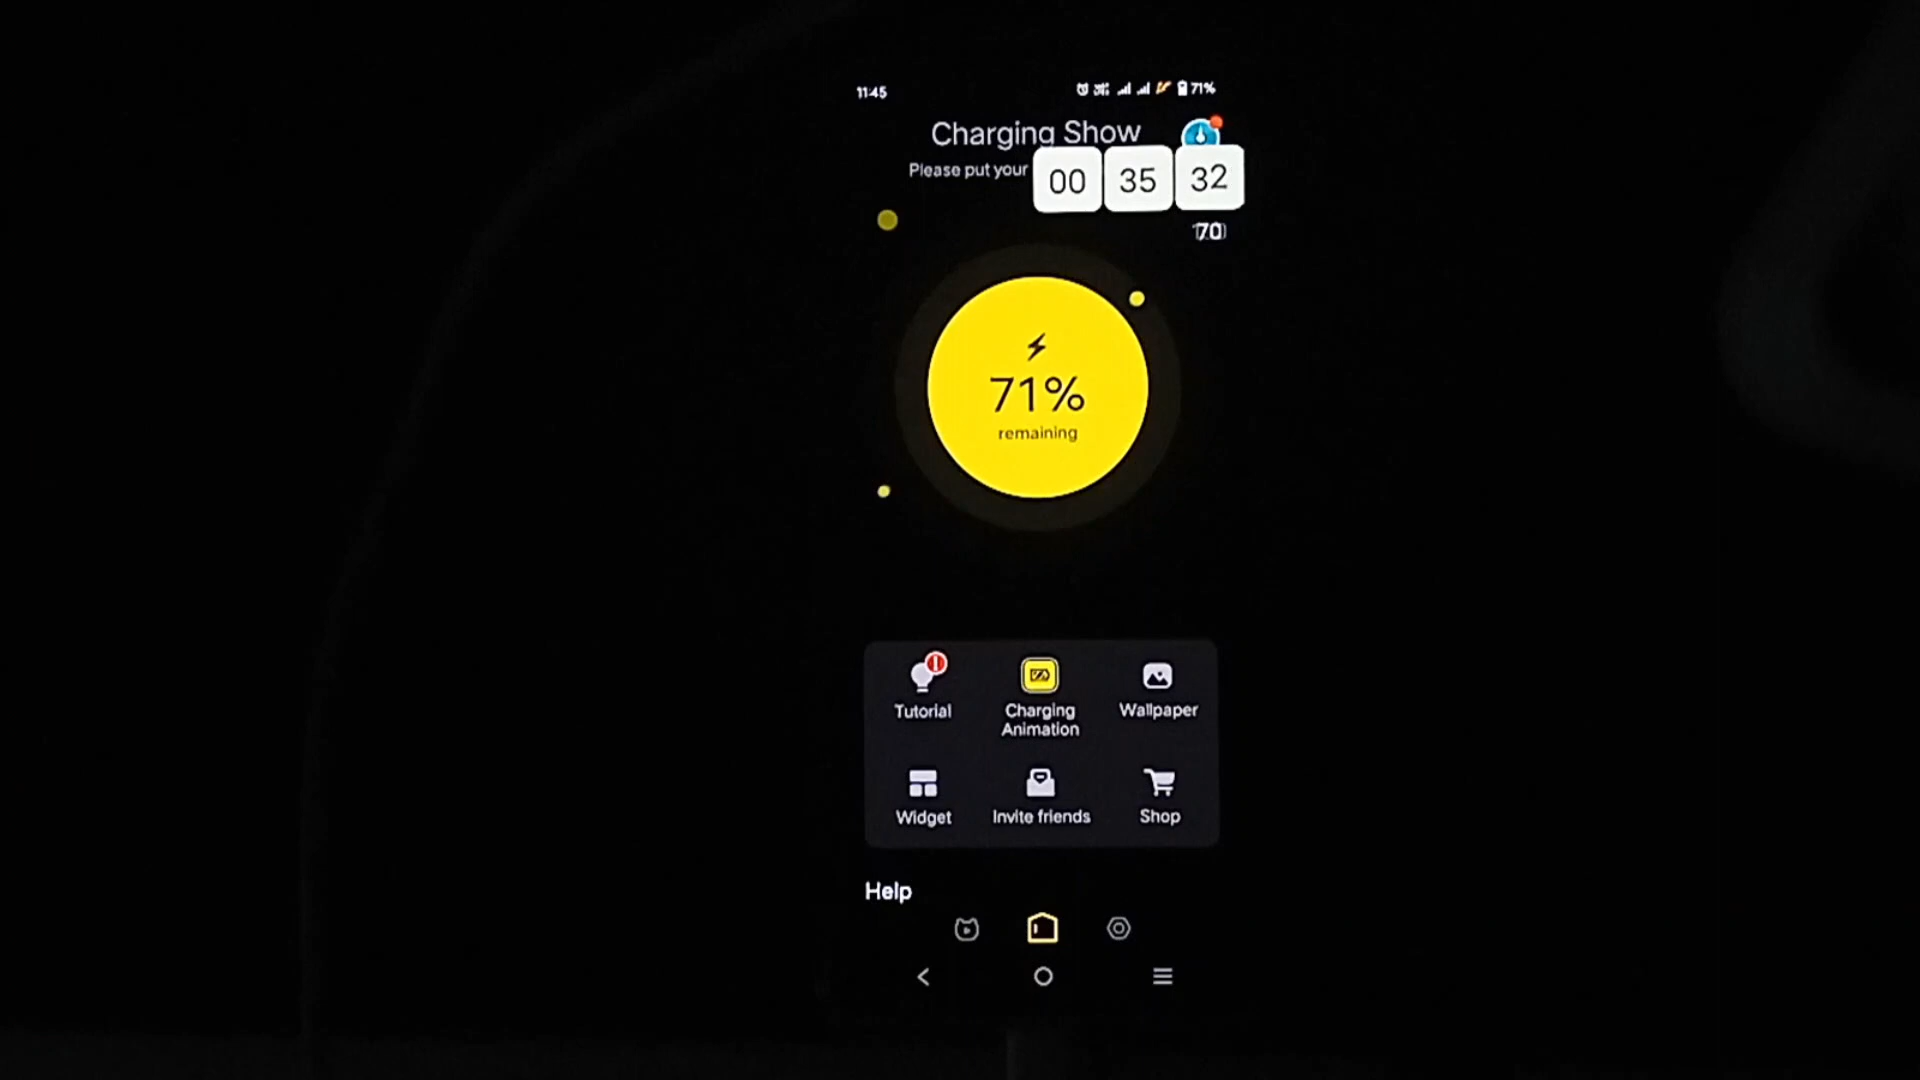 11:45
71%
Charging Show
Please put your
00 35 32
70
71%
remaining
Tutorial
Charging
Animation
Wallpaper
Widget
Invite friends
Shop
Help